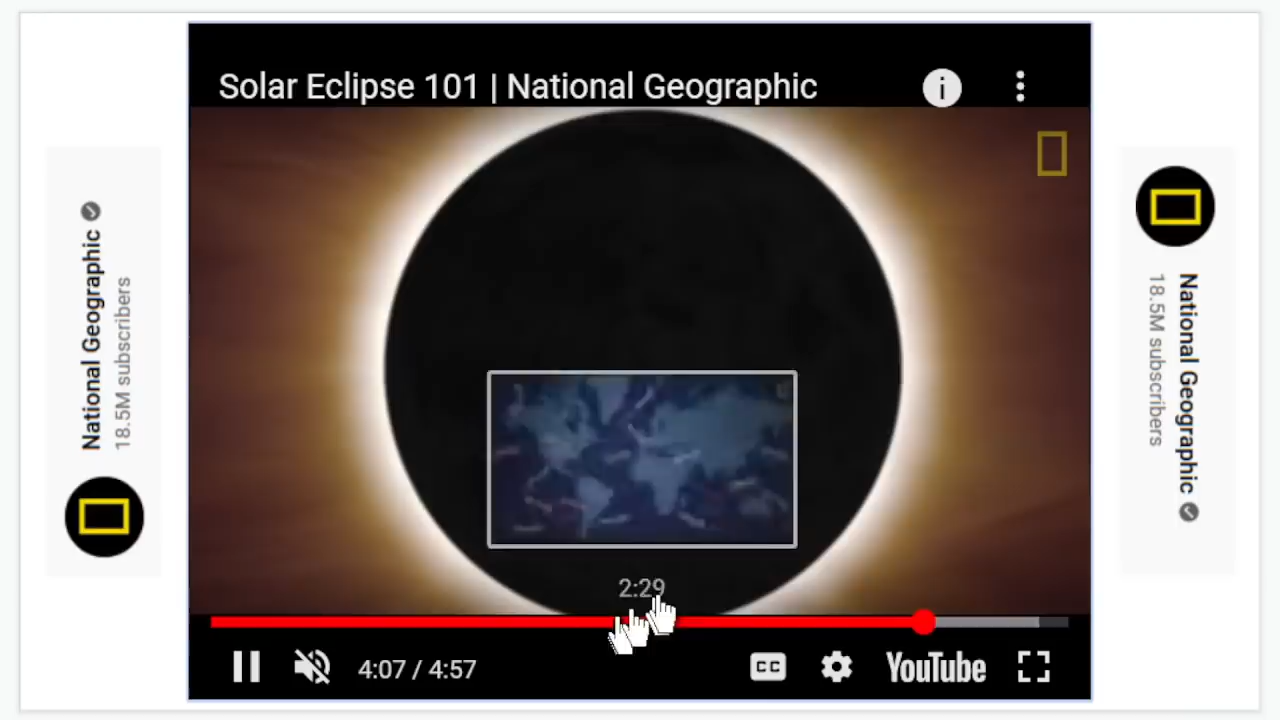 Solar Eclipse 101 | National Geographic
i
National Geographic
18.5M subscribers
National Geographic
18.5M subscribers
2:29
4:07 / 4:57
CC
YouTube